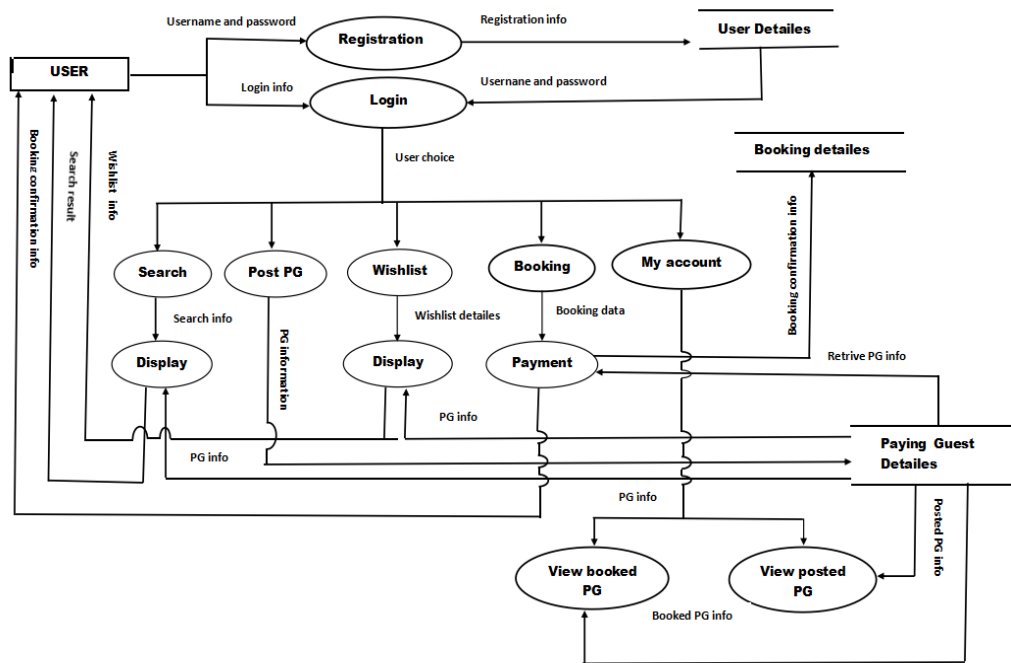 Username and password
Registration info
Registration
User Detailes
USER
Login info
Usernane and password
Login
User choice
Booking detailes
Booking confirmation info
Search result
Wishlist info
Booking confirmation info
Search
Post PG
Wishlist
Booking
My account
Search info
PG information
Wishlist detailes
Booking data
Display
Display
Payment
Retrive PG info
PG info
PG info
Paying Guest
Detailes
PG info
Posted PG info
View booked
PG
View posted
PG
Booked PG info